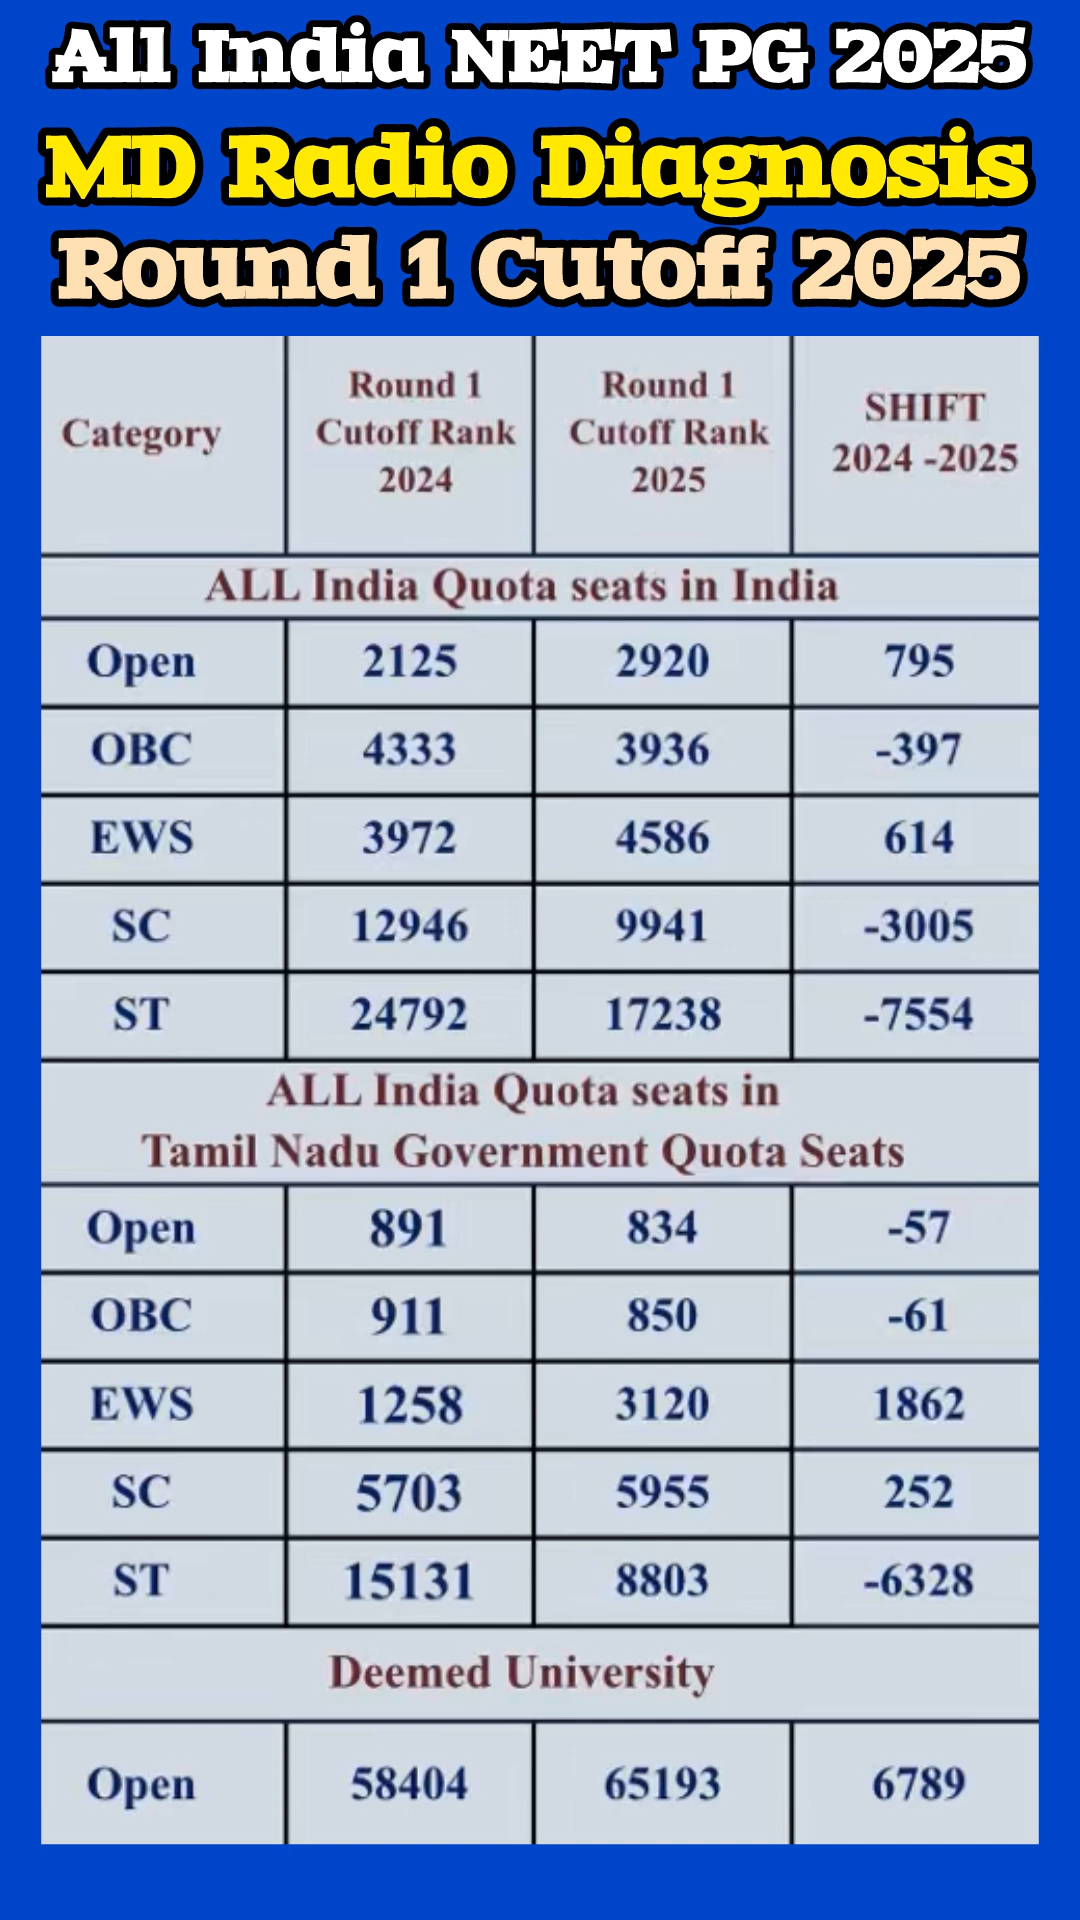 All India NEET PG 2025
MD Radio Diagnosis
Round 1 Cutoff 2025
Category | Round 1 Cutoff Rank 2024 | Round 1 Cutoff Rank 2025 | SHIFT 2024 -2025
ALL India Quota seats in India
Open 2125 2920 795
OBC 4333 3936 -397
EWS 3972 4586 614
SC 12946 9941 -3005
ST 24792 17238 -7554
ALL India Quota seats in
Tamil Nadu Government Quota Seats
Open 891 834 -57
OBC 911 850 -61
EWS 1258 3120 1862
SC 5703 5955 252
ST 15131 8803 -6328
Deemed University
Open 58404 65193 6789